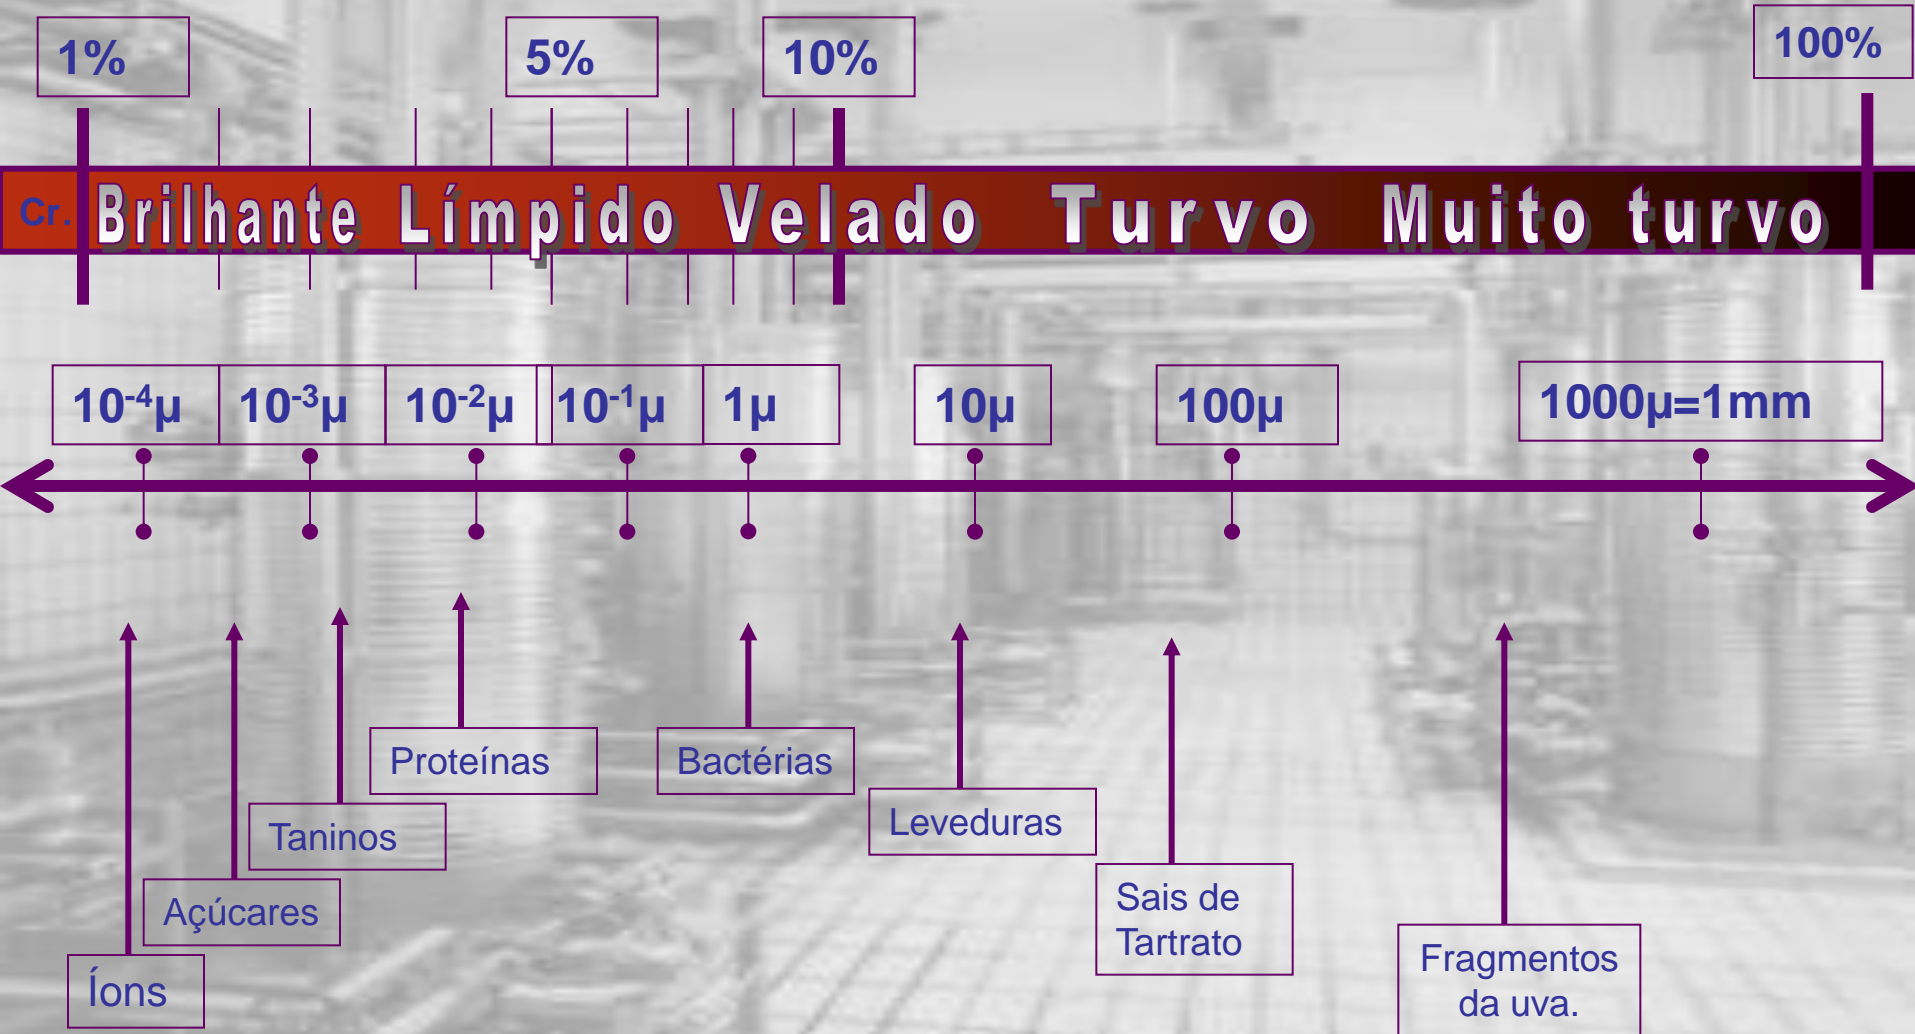 1%
5%
10%
100%
Cr.
Brilhante Límpido Velado Turvo Muito turvo
10-4µ
10-3µ
10-2µ
10-1µ
1µ
10µ
100µ
1000µ=1mm
Proteínas
Bactérias
Taninos
Leveduras
Açúcares
Sais de
Tartrato
Íons
Fragmentos
da uva.